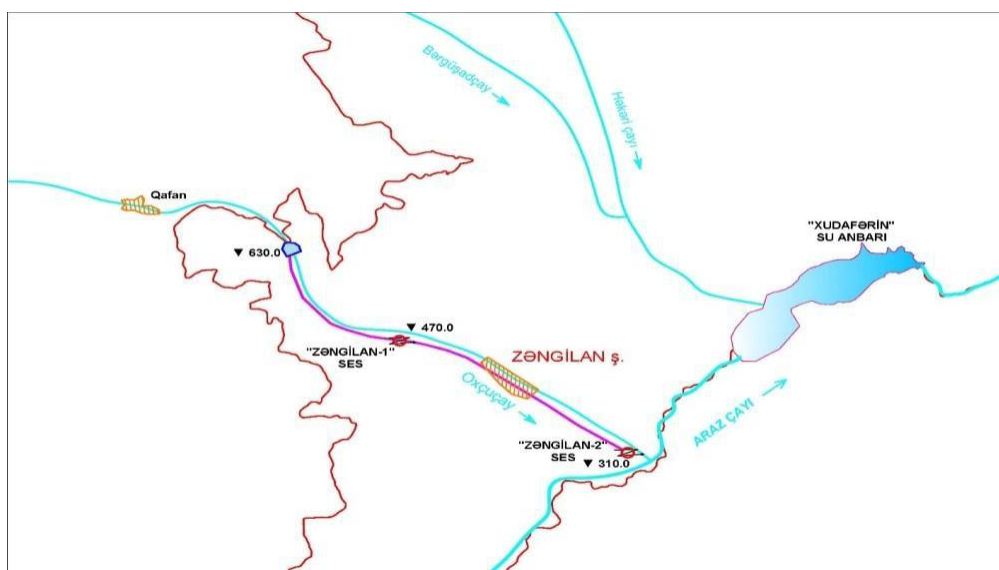 Bərgüşadçay
Həkəri çayı
Qafan
"XUDAFƏRİN"
SU ANBARI
▼ 630.0
▼ 470.0
"ZƏNGİLAN-1"
SES
ZƏNGİLAN ş.
Oxçuçay
ARAZ ÇAYI
"ZƏNGİLAN-2"
SES
▼ 310.0